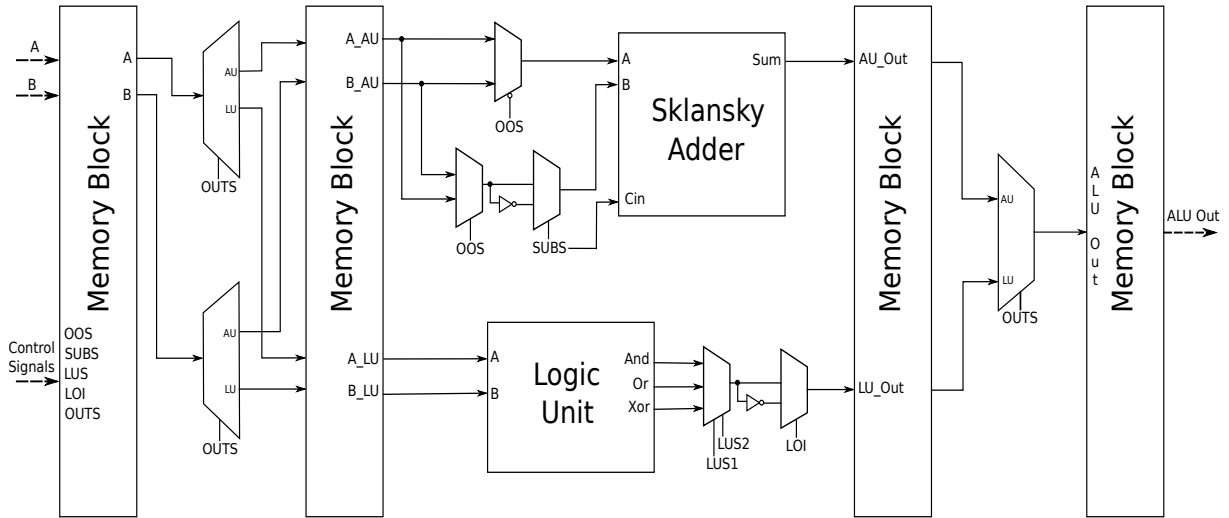 A
B
Control
Signals
Memory Block
A
B
OOS
SUBS
LUS
LOI
OUTS
AU
LU
OUTS
AU
LU
OUTS
Memory Block
A_AU
B_AU
A_LU
B_LU
OOS
OOS
SUBS
Sklansky
Adder
A
B
Cin
Sum
Logic
Unit
A
B
And
Or
Xor
LUS2
LUS1
LOI
Memory Block
AU_Out
LU_Out
AU
LU
OUTS
ALU Out
Memory Block
ALU Out